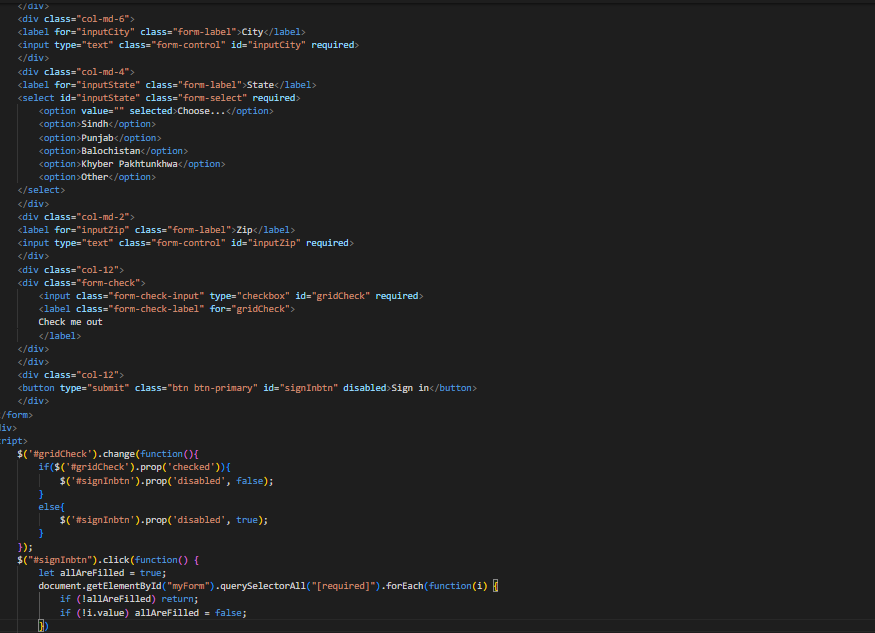 </div>
<div class="col-md-6">
<label for="inputCity" class="form-label">City</label>
<input type="text" class="form-control" id="inputCity" required>
</div>
<div class="col-md-4">
<label for="inputState" class="form-label">State</label>
<select id="inputState" class="form-select" required>
<option value="" selected>Choose...</option>
<option>Sindh</option>
<option>Punjab</option>
<option>Balochistan</option>
<option>Khyber Pakhtunkhwa</option>
<option>Other</option>
</select>
</div>
<div class="col-md-2">
<label for="inputZip" class="form-label">Zip</label>
<input type="text" class="form-control" id="inputZip" required>
</div>
<div class="col-12">
<div class="form-check">
<input class="form-check-input" type="checkbox" id="gridCheck" required>
<label class="form-check-label" for="gridCheck">
Check me out
</label>
</div>
</div>
<div class="col-12">
<button type="submit" class="btn btn-primary" id="signInbtn" disabled>Sign in</button>
</div>
/form>
iv>
ript>
$('#gridCheck').change(function(){
if($('#gridCheck').prop('checked')){
$('#signInbtn').prop('disabled', false);
}
else{
$('#signInbtn').prop('disabled', true);
}
});
$("#signInbtn").click(function() {
let allAreFilled = true;
document.getElementById("myForm").querySelectorAll("[required]").forEach(function(i) {
if (!allAreFilled) return;
if (!i.value) allAreFilled = false;
})